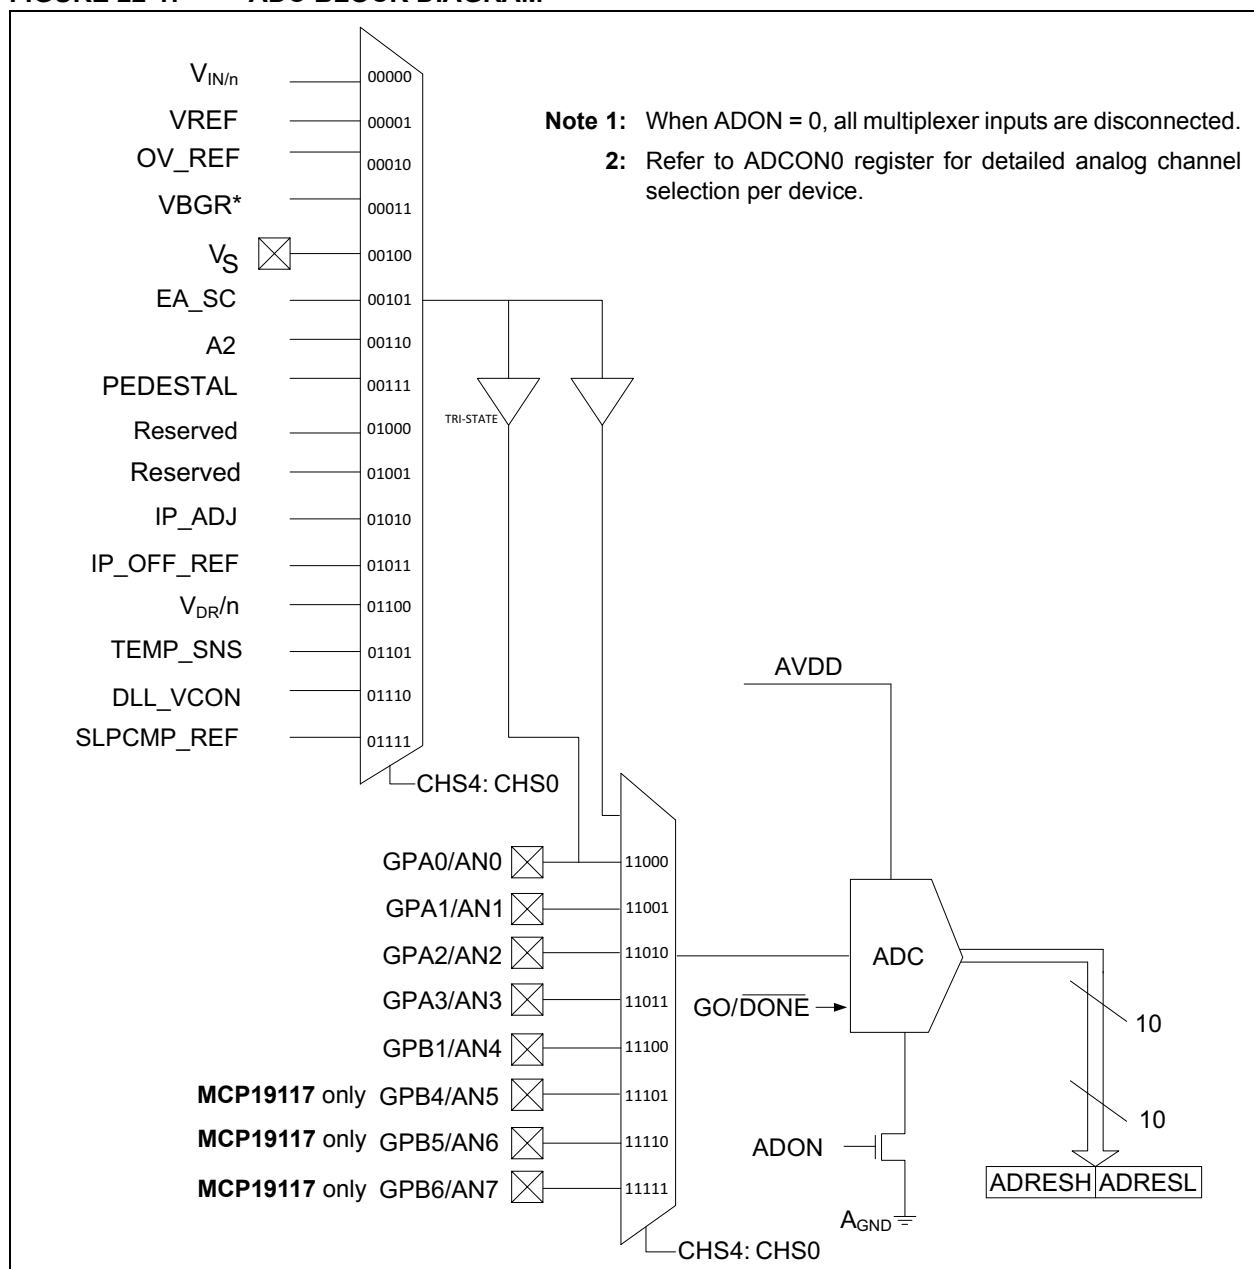 V_IN/n
00000
VREF
00001
OV_REF
00010
VBGR*
00011
V_S
00100
EA_SC
00101
A2
00110
PEDESTAL
00111
Reserved
01000
Reserved
01001
IP_ADJ
01010
IP_OFF_REF
01011
V_DR/n
01100
TEMP_SNS
01101
DLL_VCON
01110
SLPCMP_REF
01111
CHS4: CHS0
Note 1: When ADON = 0, all multiplexer inputs are disconnected.
2: Refer to ADCON0 register for detailed analog channel
selection per device.
TRI-STATE
AVDD
GPA0/AN0
11000
GPA1/AN1
11001
GPA2/AN2
11010
GPA3/AN3
11011
GPB1/AN4
11100
MCP19117 only GPB4/AN5
11101
MCP19117 only GPB5/AN6
11110
MCP19117 only GPB6/AN7
11111
CHS4: CHS0
ADC
GO/DONE
10
10
ADON
ADRESH ADRESL
A_GND